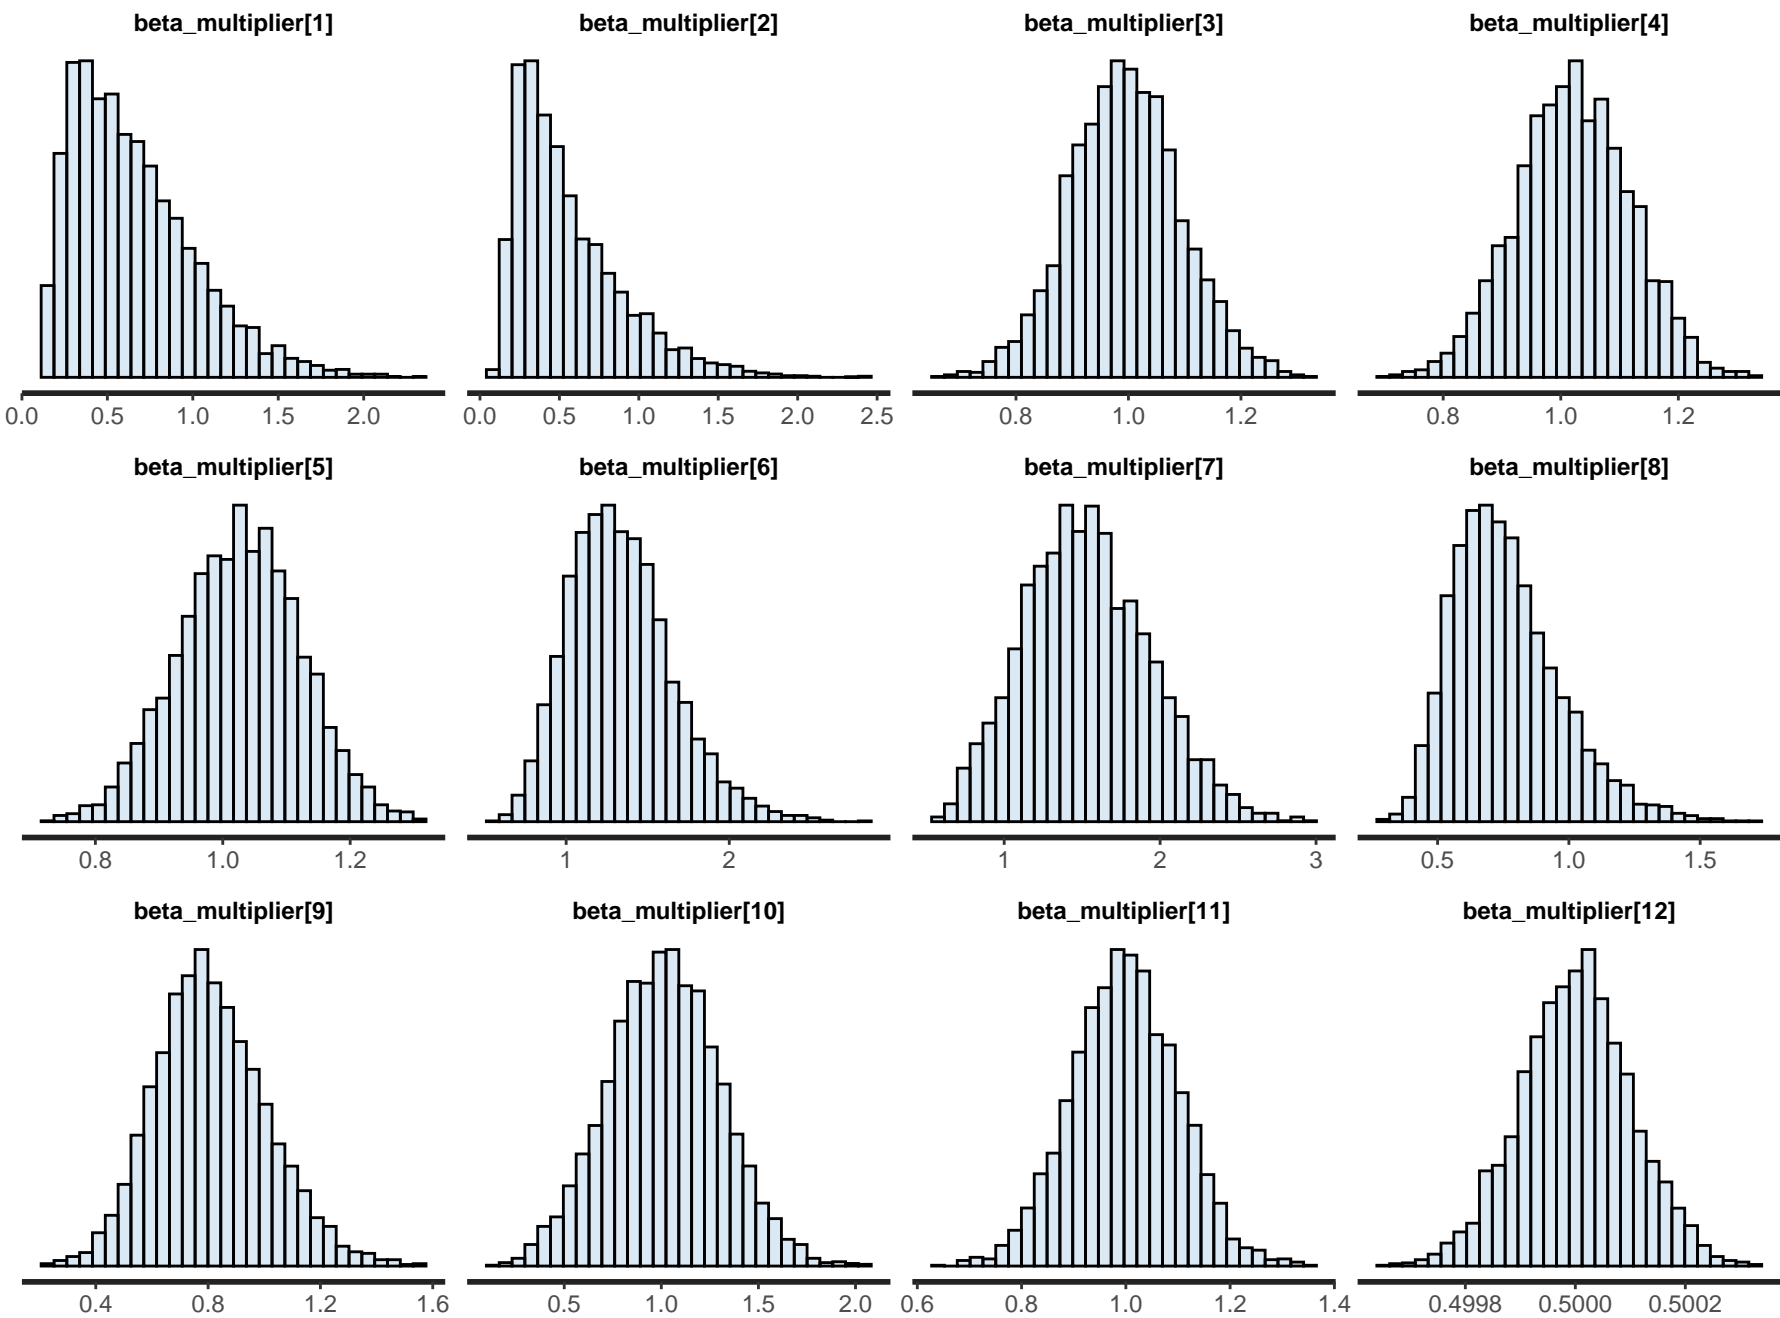 beta_multiplier[1] beta_multiplier[2] beta_multiplier[3] beta_multiplier[4]
0.0 0.5 1.0 1.5 2.0 0.0 0.5 1.0 1.5 2.0 2.5 0.8 1.0 1.2 0.8 1.0 1.2
beta_multiplier[5] beta_multiplier[6] beta_multiplier[7] beta_multiplier[8]
0.8 1.0 1.2 1 2 1 2 3 0.5 1.0 1.5
beta_multiplier[9] beta_multiplier[10] beta_multiplier[11] beta_multiplier[12]
0.4 0.8 1.2 1.6 0.5 1.0 1.5 2.0 0.6 0.8 1.0 1.2 1.4 0.4998 0.5000 0.5002